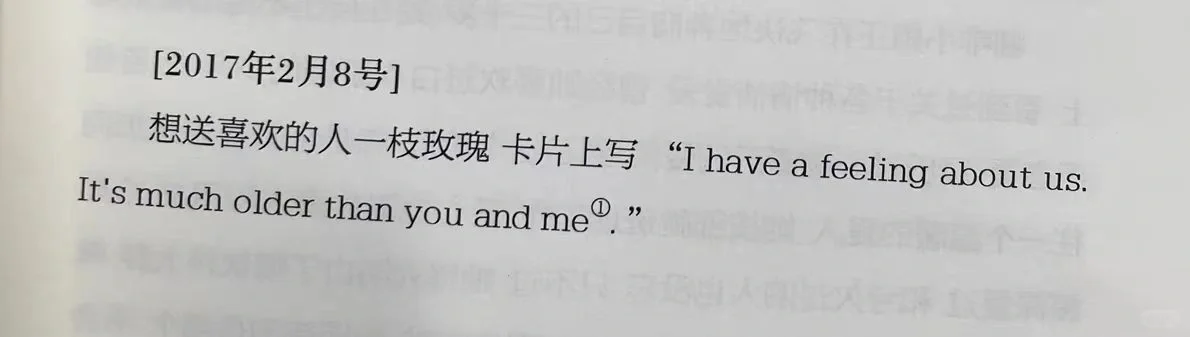 [2017年2月8号]
想送喜欢的人一枝玫瑰 卡片上写 “I have a feeling about us.
It's much older than you and me①.”